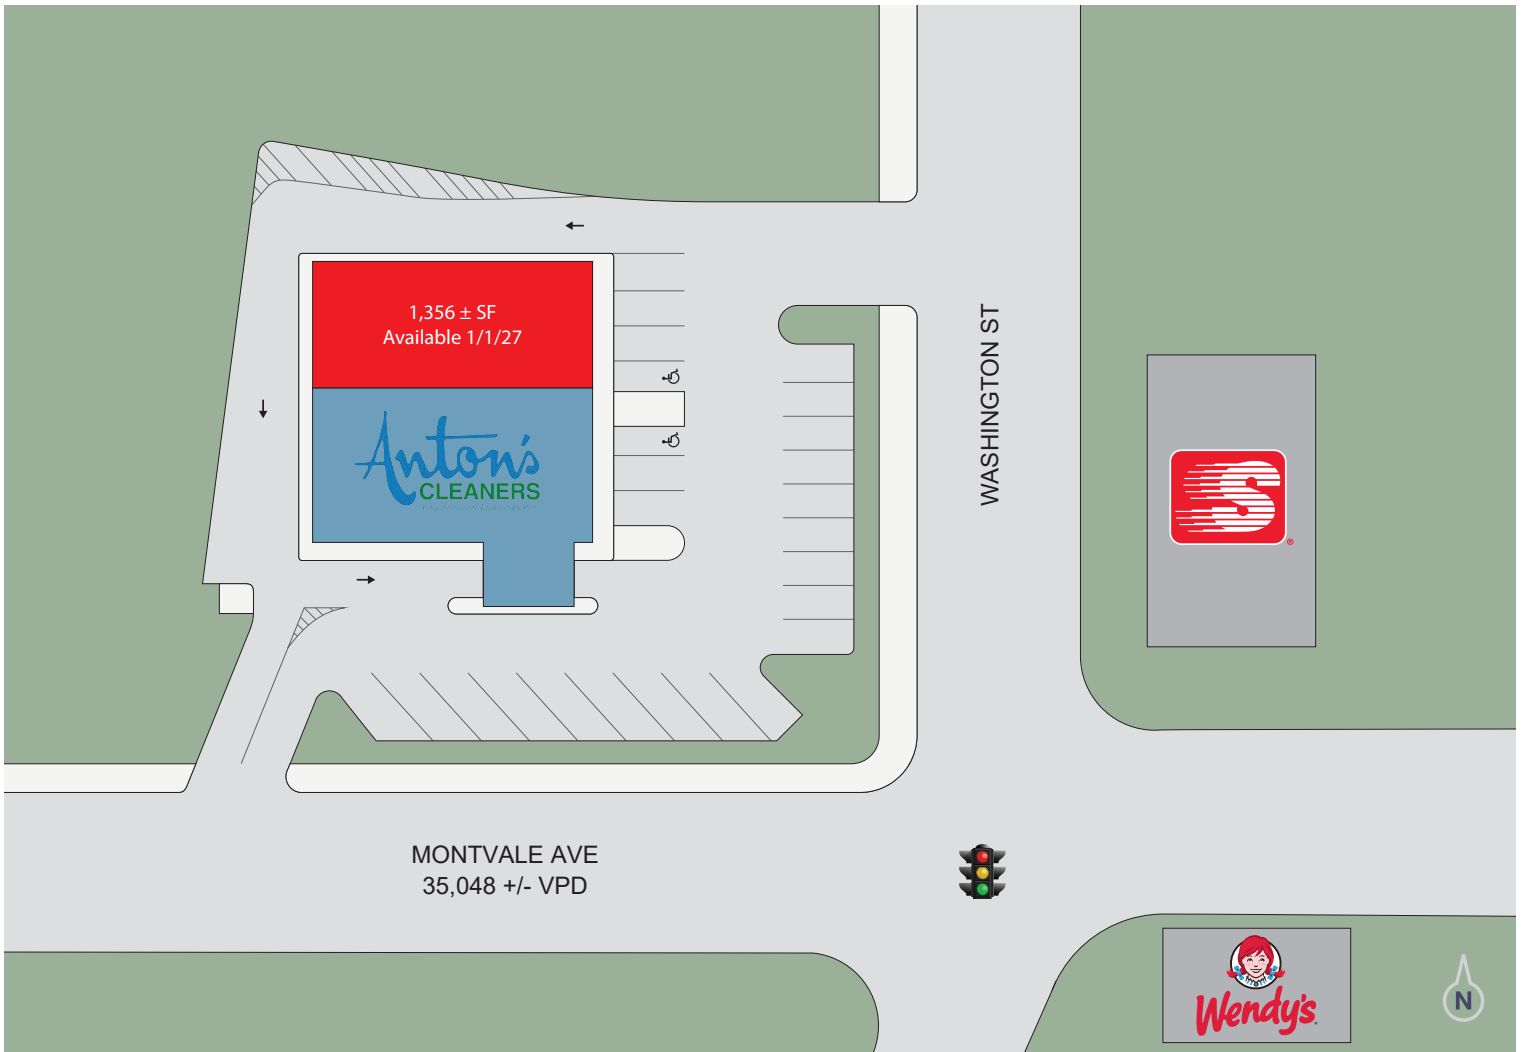 1,356 ± SF
Available 1/1/27
Anton's
CLEANERS
WASHINGTON ST
S
®
MONTVALE AVE
35,048 +/- VPD
Wendy's
N